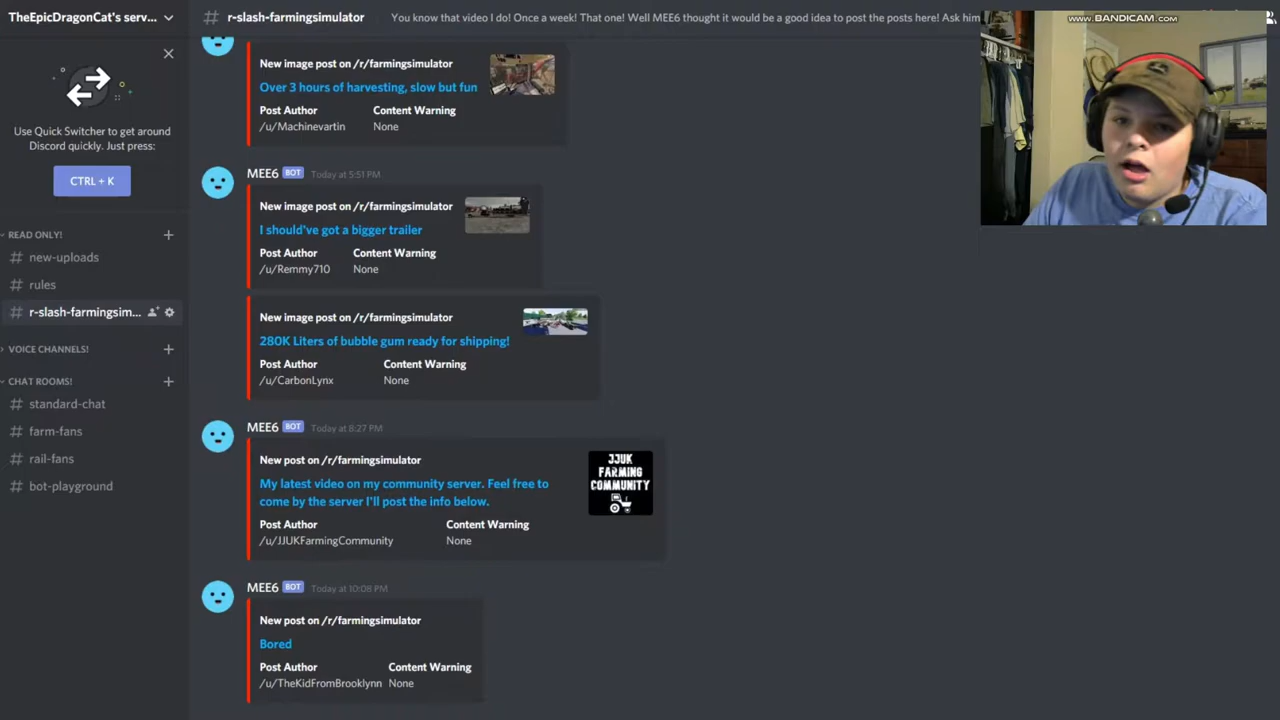 TheEpicDragonCat's serv...
# r-slash-farmingsimulator
You know that video I do! Once a week! That one! Well MEE6 thought it would be a good idea to post the posts here! Ask him
www.BANDICAM.com
Use Quick Switcher to get around
Discord quickly. Just press:
CTRL + K
READ ONLY!
# new-uploads
# rules
# r-slash-farmingsim...
VOICE CHANNELS!
CHAT ROOMS!
# standard-chat
# farm-fans
# rail-fans
# bot-playground
New image post on /r/farmingsimulator
Over 3 hours of harvesting, slow but fun
Post Author Content Warning
/u/Machinevartin None
MEE6 BOT Today at 5:51 PM
New image post on /r/farmingsimulator
I should've got a bigger trailer
Post Author Content Warning
/u/Remmy710 None
New image post on /r/farmingsimulator
280K Liters of bubble gum ready for shipping!
Post Author Content Warning
/u/CarbonLynx None
MEE6 BOT Today at 8:27 PM
New post on /r/farmingsimulator
My latest video on my community server. Feel free to
come by the server I'll post the info below.
Post Author Content Warning
/u/JJUKFarmingCommunity None
JJUK
FARMING
COMMUNITY
MEE6 BOT Today at 10:08 PM
New post on /r/farmingsimulator
Bored
Post Author Content Warning
/u/TheKidFromBrooklynn None